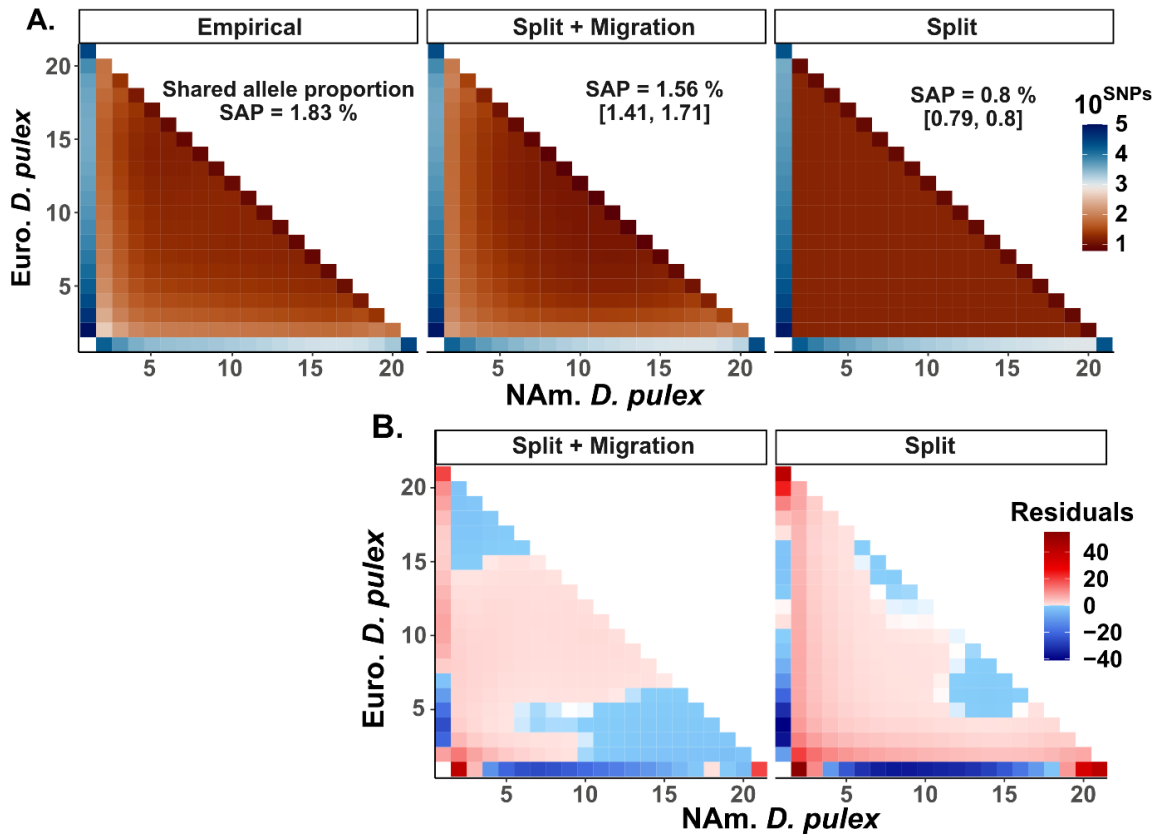 A.
Empirical
Split + Migration
Split
Shared allele proportion
SAP = 1.83 %
SAP = 1.56 %
[1.41, 1.71]
SAP = 0.8 %
[0.79, 0.8]
10^SNPs
5
4
3
2
1
Euro. D. pulex
20
15
10
5
5
10
15
20
5
10
15
20
5
10
15
20
NAm. D. pulex
B.
Split + Migration
Split
Residuals
40
20
0
−20
−40
Euro. D. pulex
20
15
10
5
5
10
15
20
5
10
15
20
NAm. D. pulex